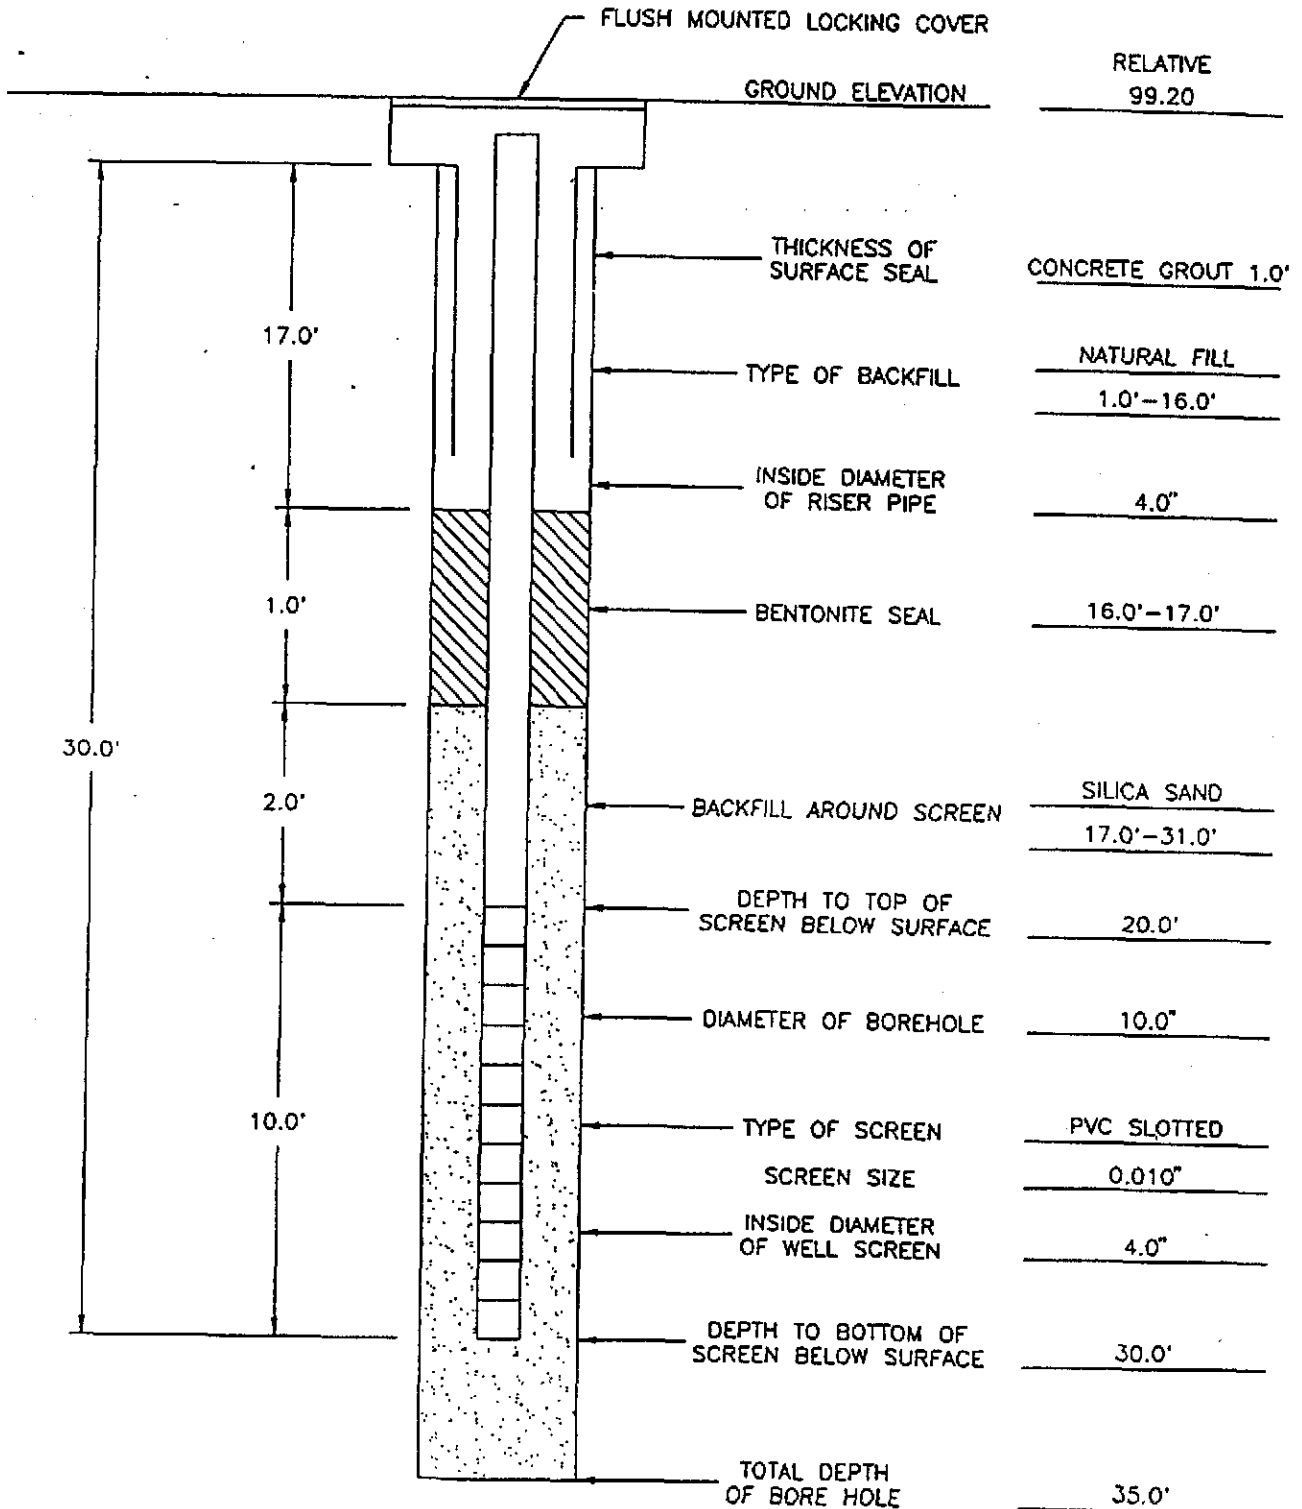 FLUSH MOUNTED LOCKING COVER
RELATIVE
GROUND ELEVATION 99.20
THICKNESS OF
SURFACE SEAL CONCRETE GROUT 1.0'
17.0'
TYPE OF BACKFILL NATURAL FILL
1.0'-16.0'
INSIDE DIAMETER
OF RISER PIPE 4.0"
1.0'
BENTONITE SEAL 16.0'-17.0'
30.0'
2.0'
BACKFILL AROUND SCREEN SILICA SAND
17.0'-31.0'
DEPTH TO TOP OF
SCREEN BELOW SURFACE 20.0'
DIAMETER OF BOREHOLE 10.0"
10.0'
TYPE OF SCREEN PVC SLOTTED
SCREEN SIZE 0.010"
INSIDE DIAMETER
OF WELL SCREEN 4.0"
DEPTH TO BOTTOM OF
SCREEN BELOW SURFACE 30.0'
TOTAL DEPTH
OF BORE HOLE 35.0'